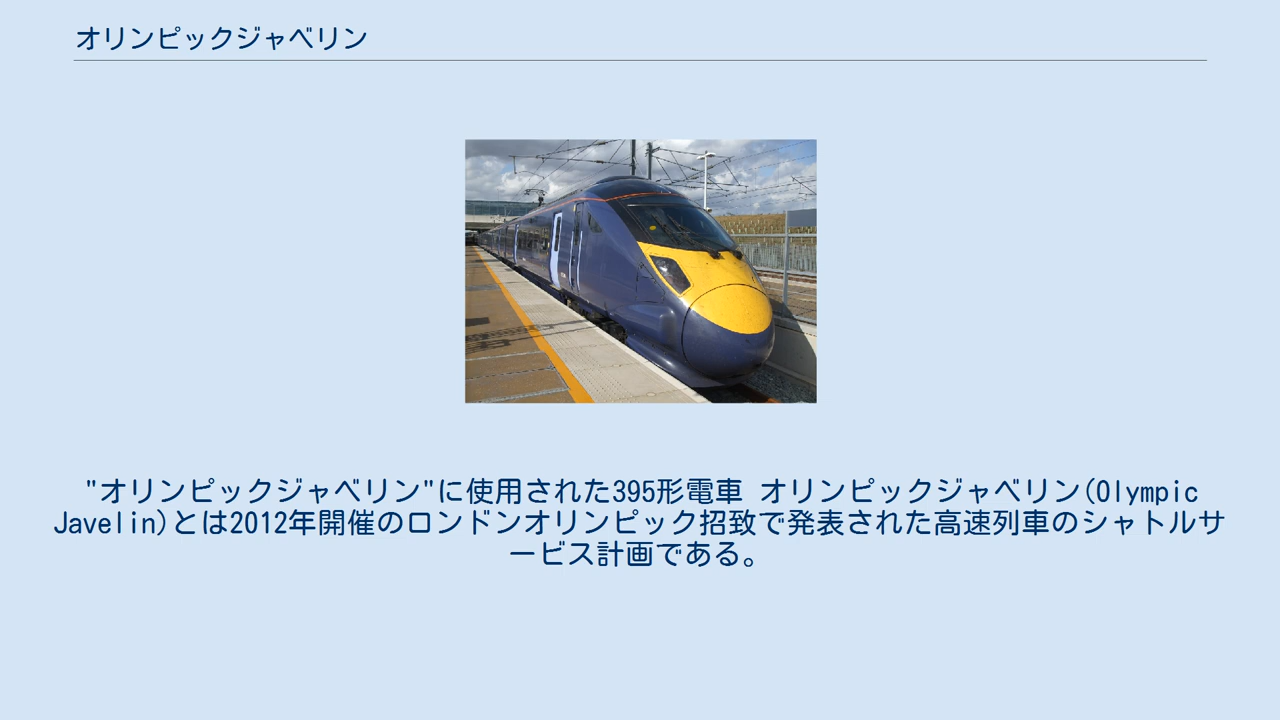 オリンピックジャベリン
"オリンピックジャベリン"に使用された395形電車 オリンピックジャベリン(Olympic
Javelin)とは2012年開催のロンドンオリンピック招致で発表された高速列車のシャトルサ
ービス計画である。